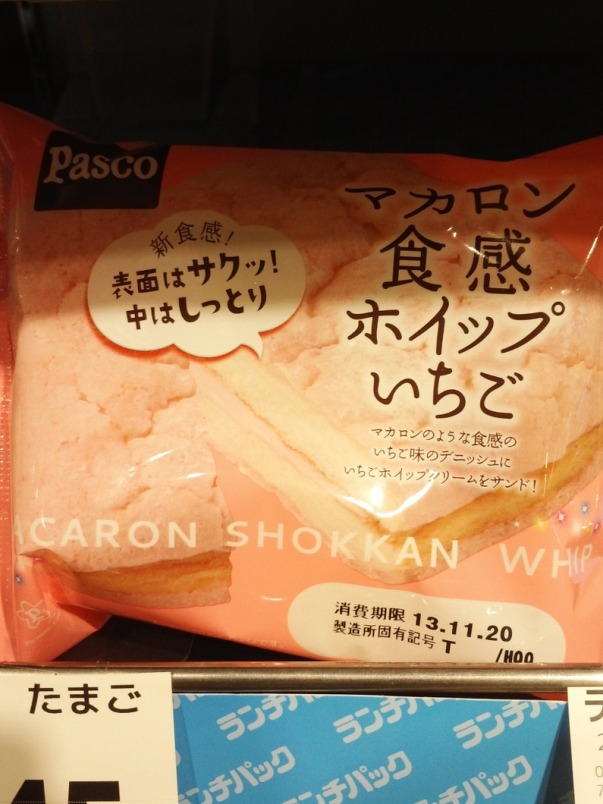 Pasco
新食感!
表面はサクッ!
中はしっとり
マカロン
食感
ホイップ
いちご
マカロンのような食感の
いちご味のデニッシュに
いちごホイップクリームをサンド!
ACARON SHOKKAN WHIP
消費期限 13.11.20
製造所固有記号 T /H00
たまご
ランチパック
ランチパック
ランチパック
ランチパック